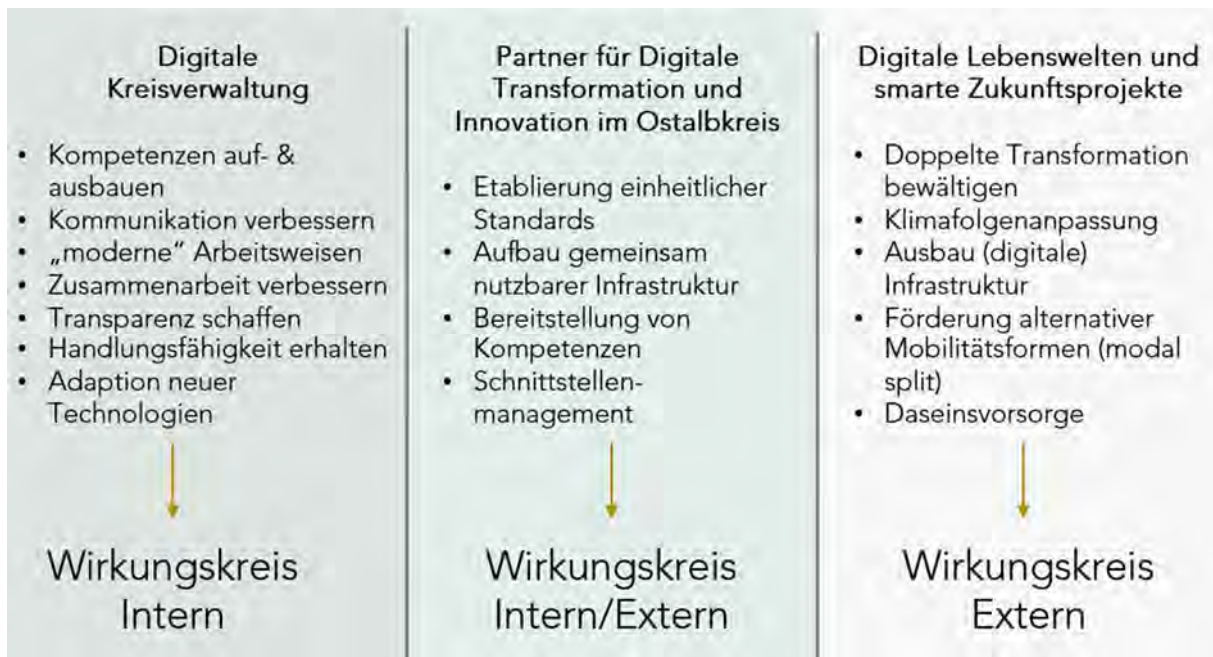 Digitale
Kreisverwaltung
• Kompetenzen auf- &
ausbauen
• Kommunikation verbessern
• „moderne“ Arbeitsweisen
• Zusammenarbeit verbessern
• Transparenz schaffen
• Handlungsfähigkeit erhalten
• Adaption neuer
Technologien
Wirkungskreis
Intern
Partner für Digitale
Transformation und
Innovation im Ostalbkreis
• Etablierung einheitlicher
Standards
• Aufbau gemeinsam
nutzbarer Infrastruktur
• Bereitstellung von
Kompetenzen
• Schnittstellen-
management
Wirkungskreis
Intern/Extern
Digitale Lebenswelten und
smarte Zukunftsprojekte
• Doppelte Transformation
bewältigen
• Klimafolgenanpassung
• Ausbau (digitale)
Infrastruktur
• Förderung alternativer
Mobilitätsformen (modal
split)
• Daseinsvorsorge
Wirkungskreis
Extern